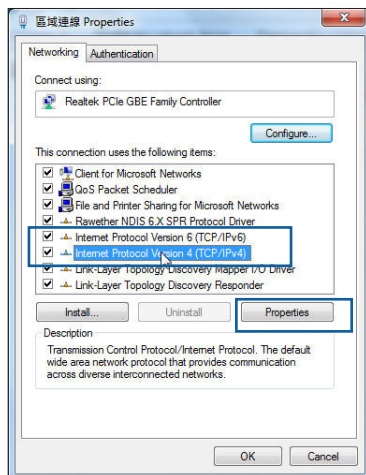 區域連線 Properties
Networking
Authentication
Connect using:
Realtek PCIe GBE Family Controller
Configure...
This connection uses the following items:
Client for Microsoft Networks
QoS Packet Scheduler
File and Printer Sharing for Microsoft Networks
Rawether NDIS 6.X SPR Protocol Driver
Internet Protocol Version 6 (TCP/IPv6)
Internet Protocol Version 4 (TCP/IPv4)
Link-Layer Topology Discovery Mapper I/O Driver
Link-Layer Topology Discovery Responder
Install...
Uninstall
Properties
Description
Transmission Control Protocol/Internet Protocol. The default
wide area network protocol that provides communication
across diverse interconnected networks.
OK
Cancel